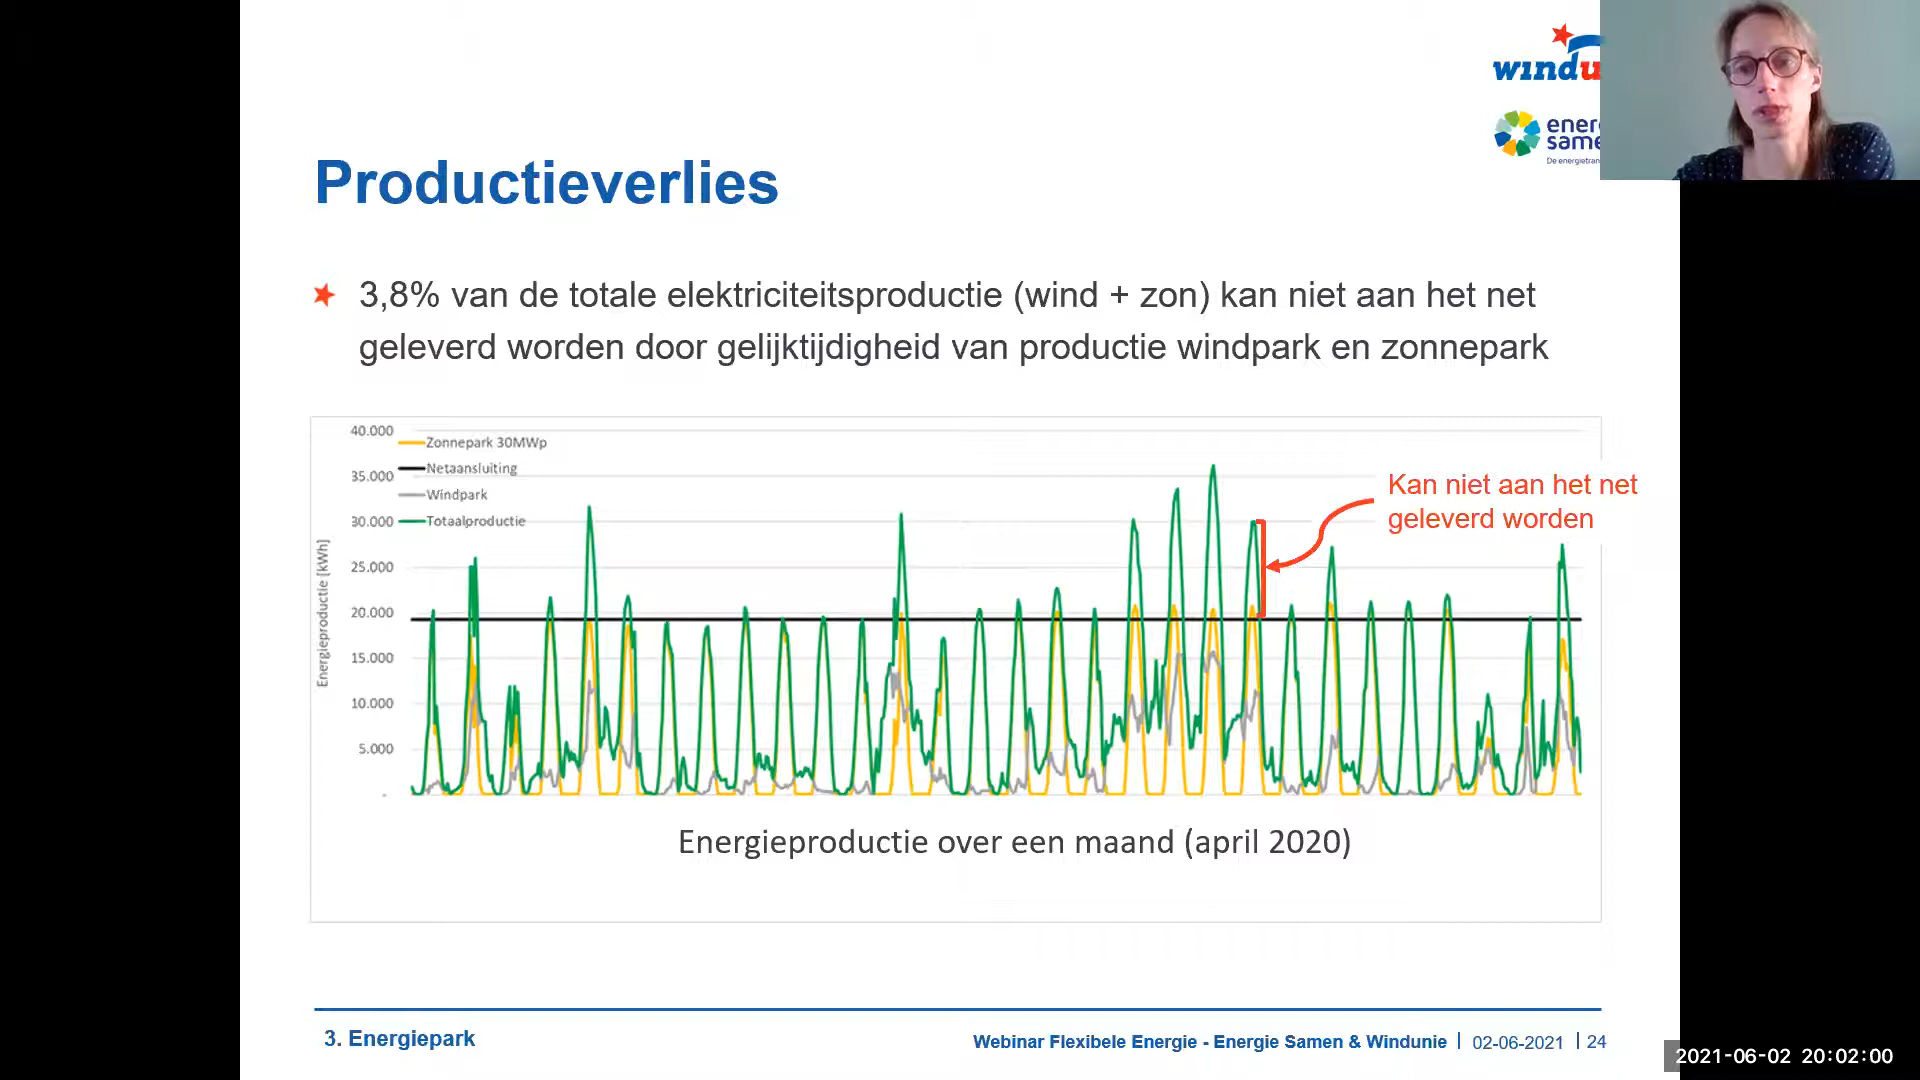 windu
ener
same
De energietran
Productieverlies
3,8% van de totale elektriciteitsproductie (wind + zon) kan niet aan het net
geleverd worden door gelijktijdigheid van productie windpark en zonnepark
40.000
35.000
30.000
25.000
20.000
15.000
10.000
5.000
-
Energieproductie [kWh]
Zonnepark 30MWp
Netaansluiting
Windpark
Totaalproductie
Kan niet aan het net
geleverd worden
Energieproductie over een maand (april 2020)
3. Energiepark
Webinar Flexibele Energie - Energie Samen & Windunie | 02-06-2021 | 24
2021-06-02 20:02:00